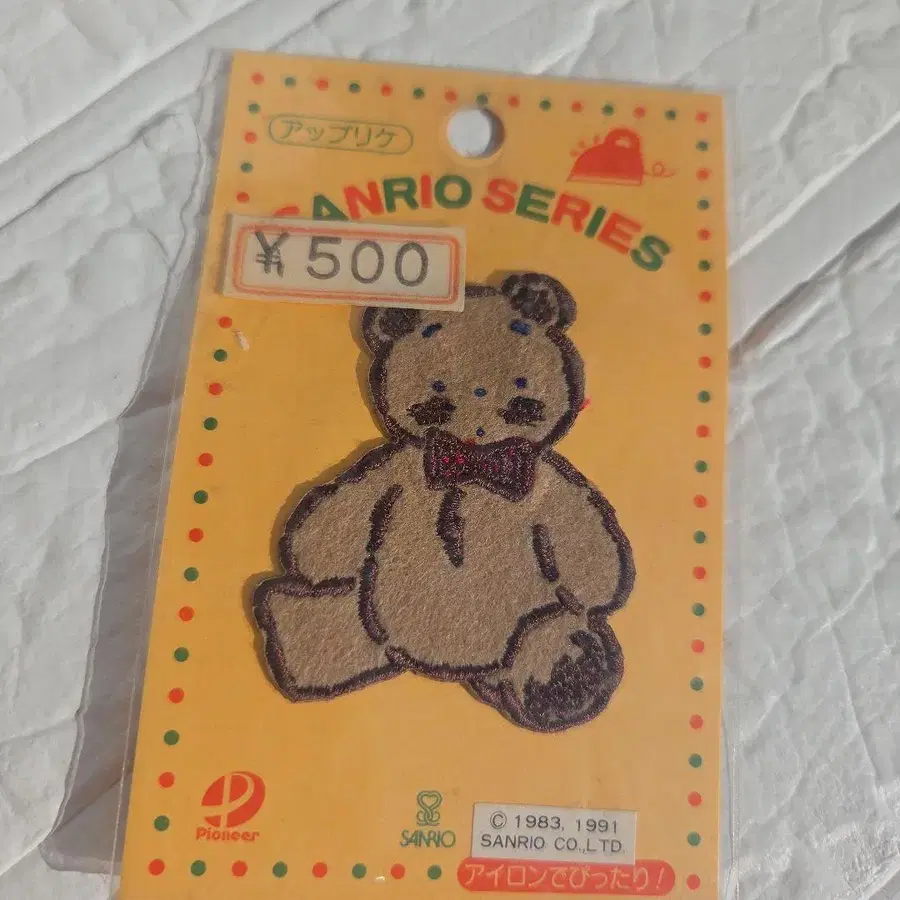 アップリケ
SANRIO SERIES
¥500
Pioneer
SANRIO
© 1983, 1991
SANRIO CO., LTD.
アイロンでぴったり!